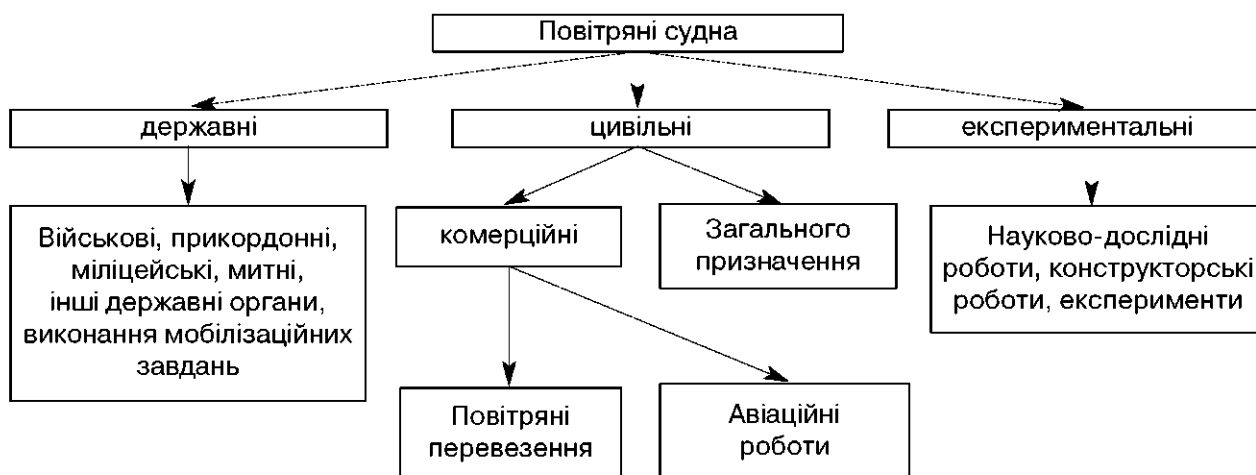 Повітряні судна
державні
цивільні
експериментальні
Військові, прикордонні,
міліцейські, митні,
інші державні органи,
виконання мобілізаційних
завдань
комерційні
Загального
призначення
Науково-дослідні
роботи, конструкторські
роботи, експерименти
Повітряні
перевезення
Авіаційні
роботи